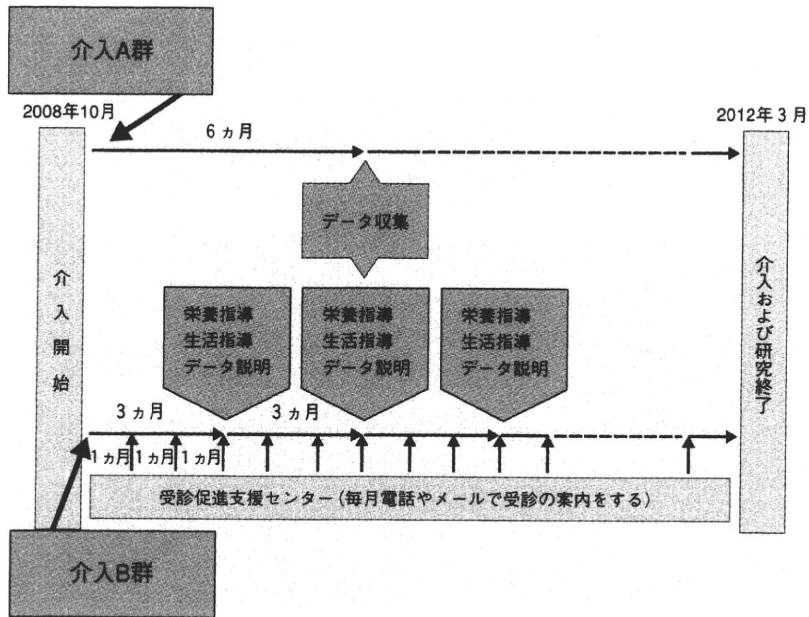 介入A群
2008年10月
2012年3月
6ヵ月
データ収集
介入開始
介入および研究終了
栄養指導
生活指導
データ説明
栄養指導
生活指導
データ説明
栄養指導
生活指導
データ説明
3ヵ月
3ヵ月
1ヵ月
1ヵ月
1ヵ月
受診促進支援センター(毎月電話やメールで受診の案内をする)
介入B群